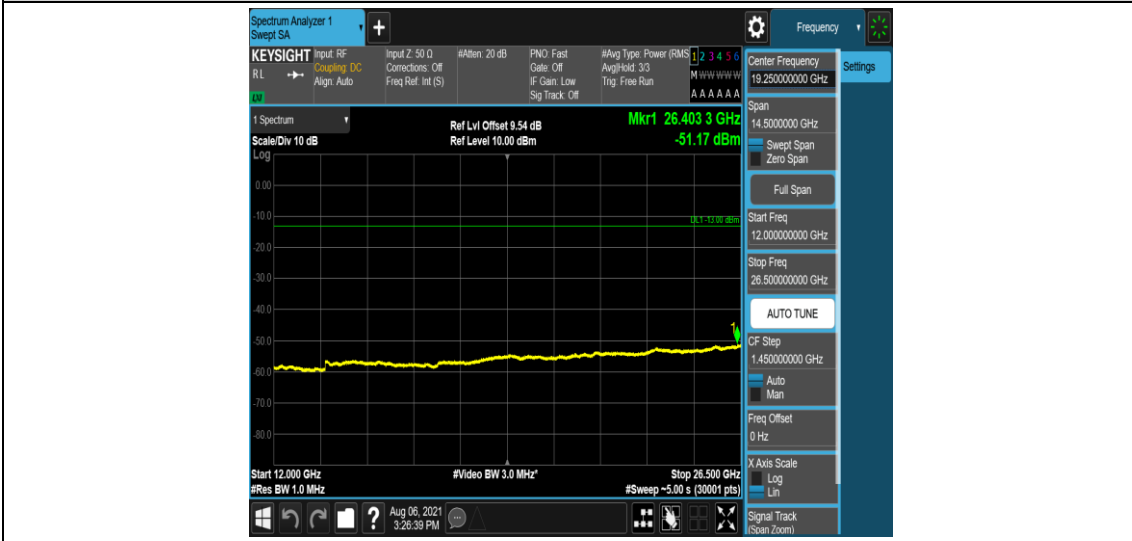 Spectrum Analyzer 1
Swept SA
+
Frequency
KEYSIGHT
RL
Input: RF
Coupling: DC
Align: Auto
Input Z: 50 Ω
Corrections: Off
Freq Ref: Int (S)
#Atten: 20 dB
PNO: Fast
Gate: Off
IF Gain: Low
Sig Track: Off
#Avg Type: Power (RMS
Avg|Hold: 3/3
Trig: Free Run
1 2 3 4 5 6
M W W W W W
A A A A A A
1 Spectrum
Scale/Div 10 dB
Log
Ref Lvl Offset 9.54 dB
Ref Level 10.00 dBm
Mkr1 26.403 3 GHz
-51.17 dBm
0.00
-10.0
-20.0
-30.0
-40.0
-50.0
-60.0
-70.0
-80.0
DL1 -13.00 dBm
1
Start 12.000 GHz
#Res BW 1.0 MHz
#Video BW 3.0 MHz*
Stop 26.500 GHz
#Sweep ~5.00 s (30001 pts)
?
Aug 06, 2021
3:26:39 PM
Center Frequency
19.250000000 GHz
Settings
Span
14.5000000 GHz
Swept Span
Zero Span
Full Span
Start Freq
12.000000000 GHz
Stop Freq
26.500000000 GHz
AUTO TUNE
CF Step
1.450000000 GHz
Auto
Man
Freq Offset
0 Hz
X Axis Scale
Log
Lin
Signal Track
(Span Zoom)